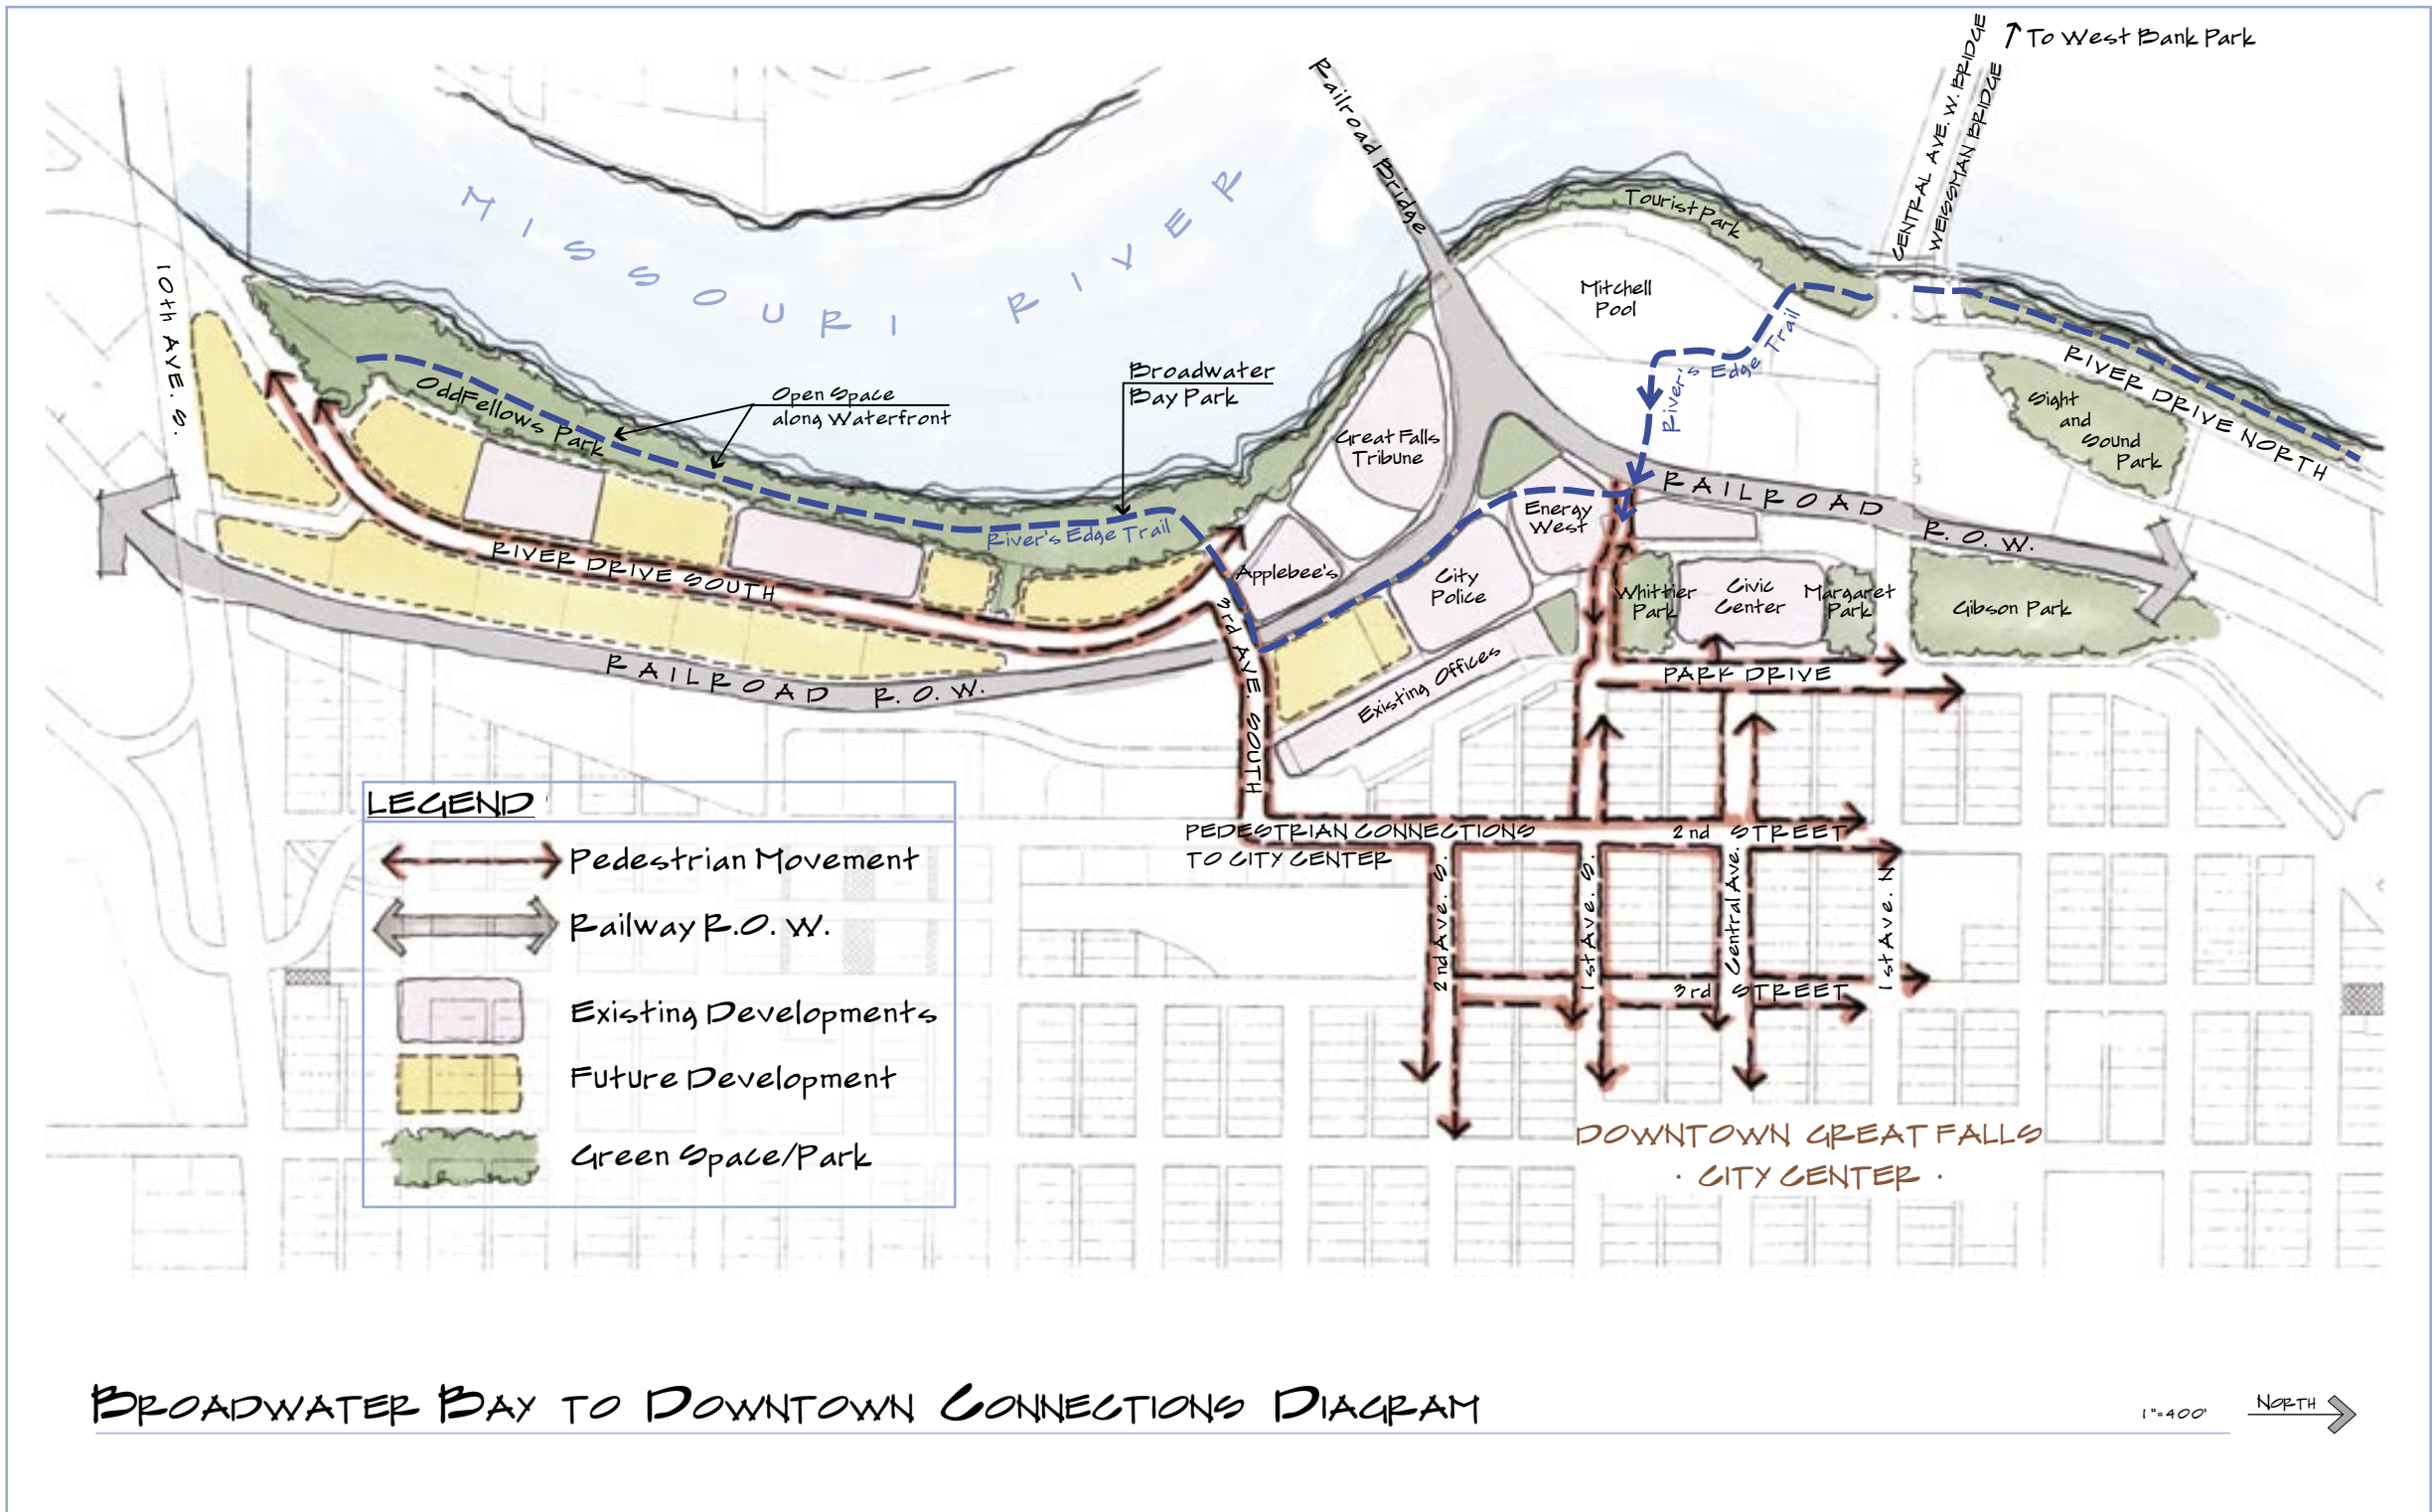 ↑ To West Bank Park
CENTRAL AVE. W. BRIDGE
WEISSMAN BRIDGE
Railroad Bridge
MISSOURI RIVER
Tourist Park
Mitchell
Pool
River's Edge Trail
RIVER DRIVE NORTH
Sight
and
Sound
Park
10th AVE. S.
OddFellows Park
Open Space
along Waterfront
Broadwater
Bay Park
River's Edge Trail
Great Falls
Tribune
Applebee's
Energy
West
City
Police
Existing Offices
RAILROAD R.O.W.
Whittier
Park
Civic
Center
Margaret
Park
Gibson Park
PARK DRIVE
RIVER DRIVE SOUTH
RAILROAD R.O.W.
3rd AVE. SOUTH
PEDESTRIAN CONNECTIONS
TO CITY CENTER
2nd STREET
2nd Ave. S.
1st Ave. S.
Central Ave.
1st Ave. N
3rd STREET
DOWNTOWN GREAT FALLS
· CITY CENTER ·
LEGEND
Pedestrian Movement
Railway R.O.W.
Existing Developments
Future Development
Green Space/Park
BROADWATER BAY TO DOWNTOWN CONNECTIONS DIAGRAM
1"=400'
NORTH